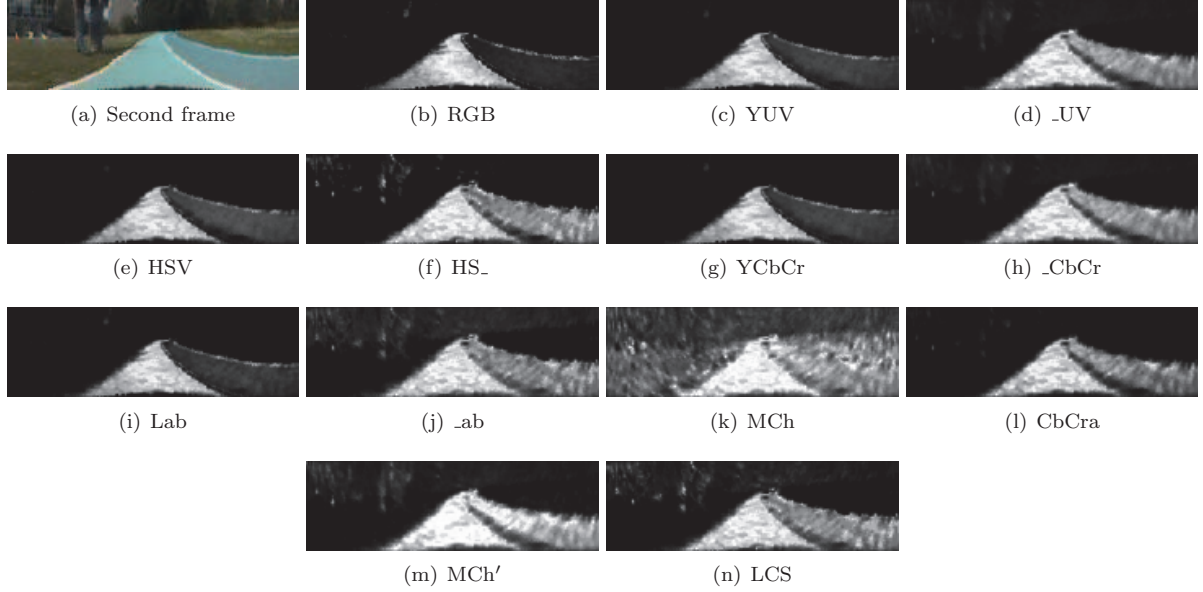 (a) Second frame
(b) RGB
(c) YUV
(d) _UV
(e) HSV
(f) HS_
(g) YCbCr
(h) _CbCr
(i) Lab
(j) _ab
(k) MCh
(l) CbCra
(m) MCh′
(n) LCS